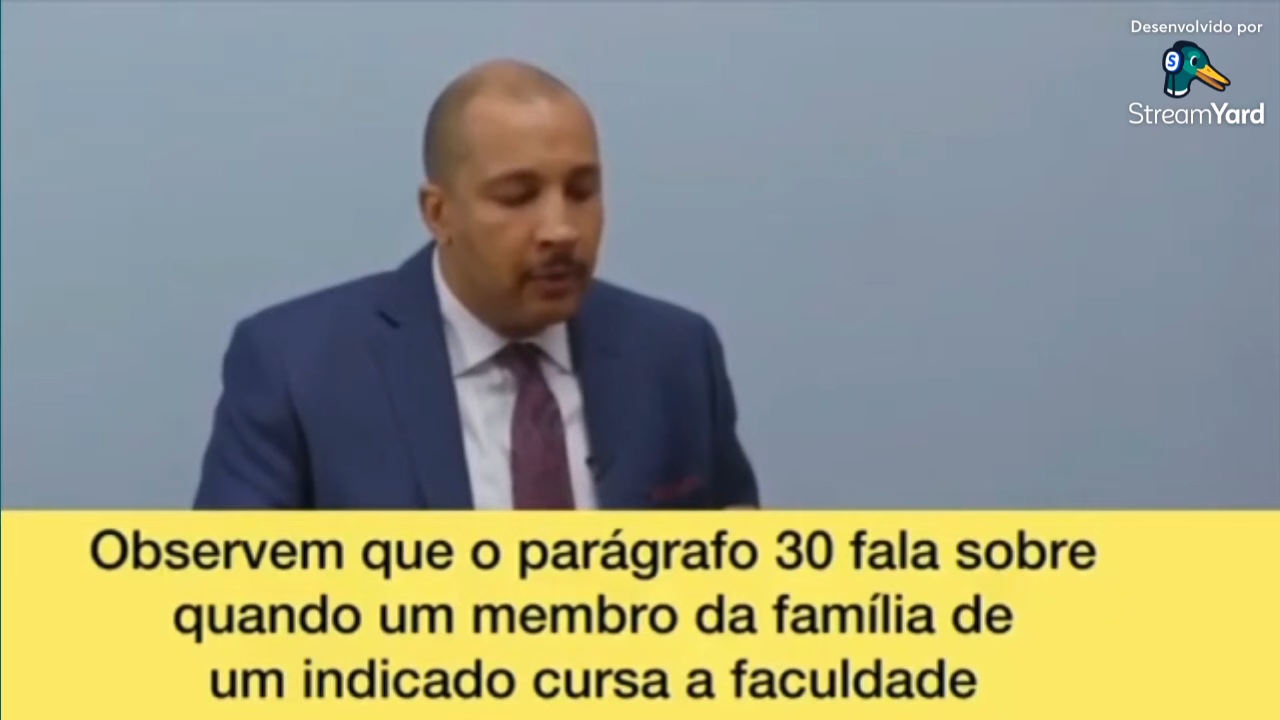 Desenvolvido por
S
StreamYard
Observem que o parágrafo 30 fala sobre
quando um membro da família de
um indicado cursa a faculdade